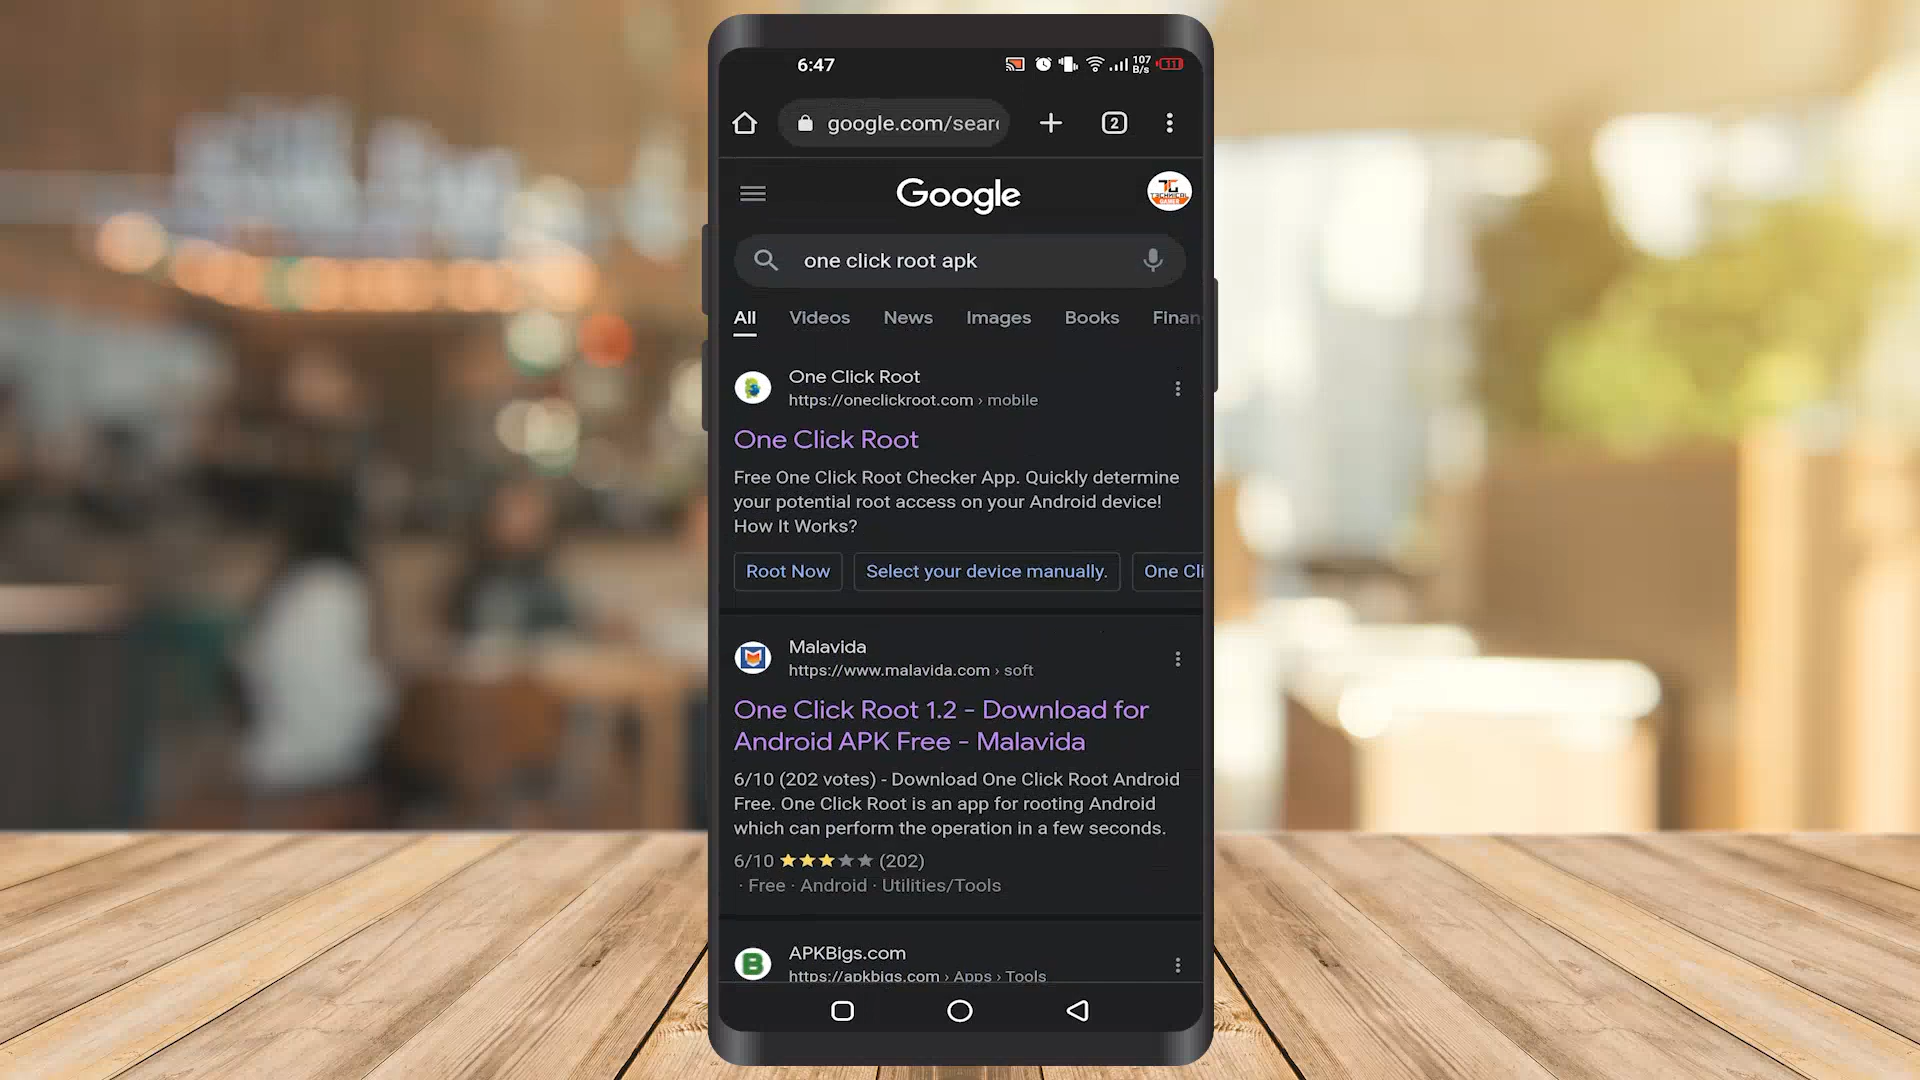 6:47
107
B/s
11
google.com/sear
2
Google
TECHNICAL
GAMER
one click root apk
All Videos News Images Books Finan
One Click Root
https://oneclickroot.com › mobile
One Click Root
Free One Click Root Checker App. Quickly determine
your potential root access on your Android device!
How It Works?
Root Now Select your device manually. One Cli
Malavida
https://www.malavida.com › soft
One Click Root 1.2 - Download for
Android APK Free - Malavida
6/10 (202 votes) - Download One Click Root Android
Free. One Click Root is an app for rooting Android
which can perform the operation in a few seconds.
6/10 ★★★★★ (202)
· Free · Android · Utilities/Tools
B
APKBigs.com
https://apkbigs.com › Apps › Tools